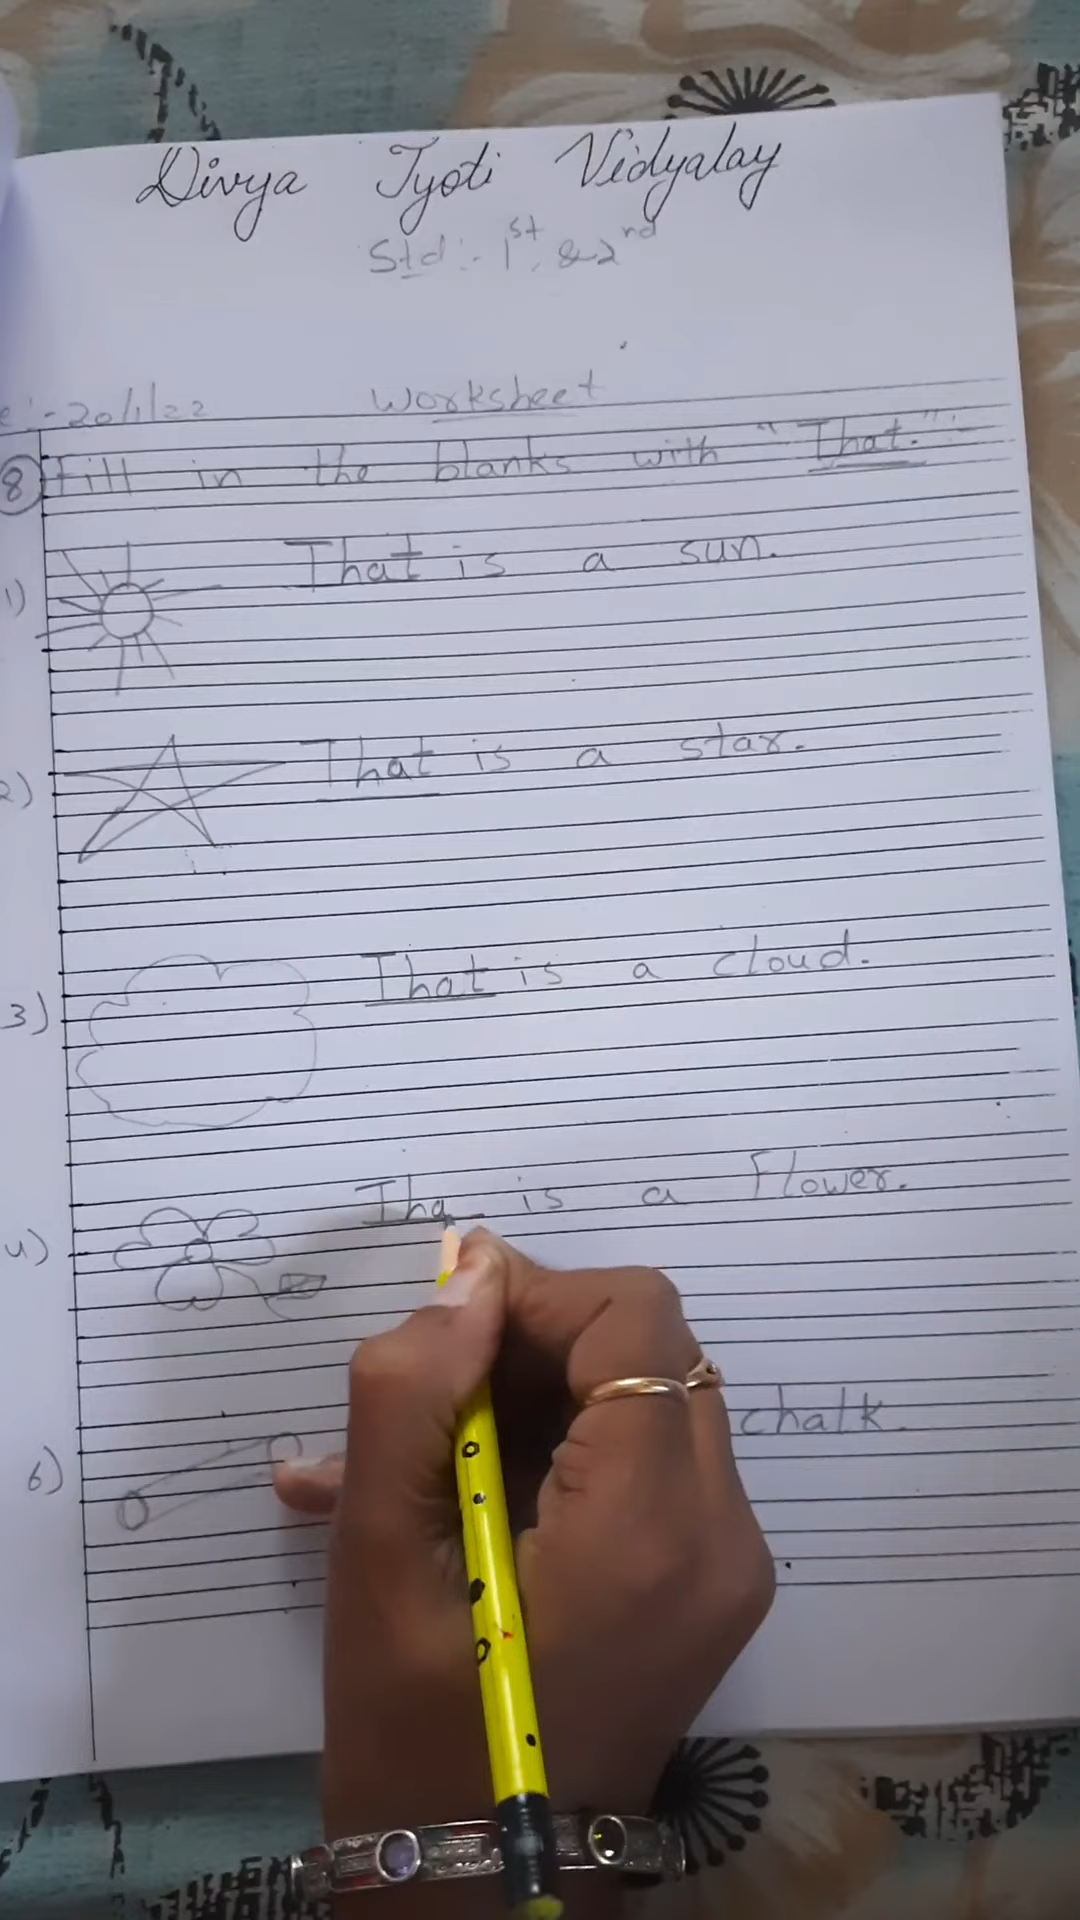 Divya Jyoti Vidyalay
Std :- 1st, & 2nd
e :- 20/1/22 Worksheet
8 Fill in the blanks with "That." -
1) That is a sun.
2) That is a star.
3) That is a cloud.
4) Tha is a Flower.
6) chalk.